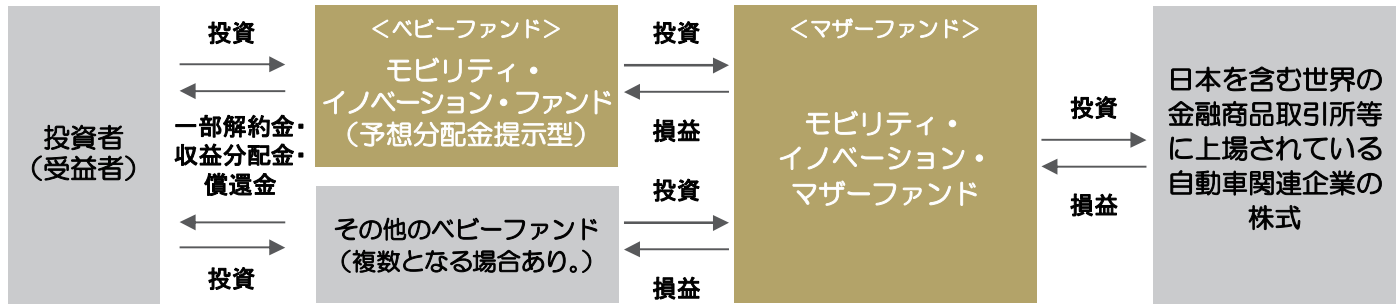 投資者
（受益者）
投資
一部解約金・
収益分配金・
償還金
投資
＜ベビーファンド＞
モビリティ・
イノベーション・ファンド
（予想分配金提示型）
その他のベビーファンド
（複数となる場合あり。）
投資
損益
投資
損益
＜マザーファンド＞
モビリティ・
イノベーション・
マザーファンド
投資
損益
日本を含む世界の
金融商品取引所等
に上場されている
自動車関連企業の
株式